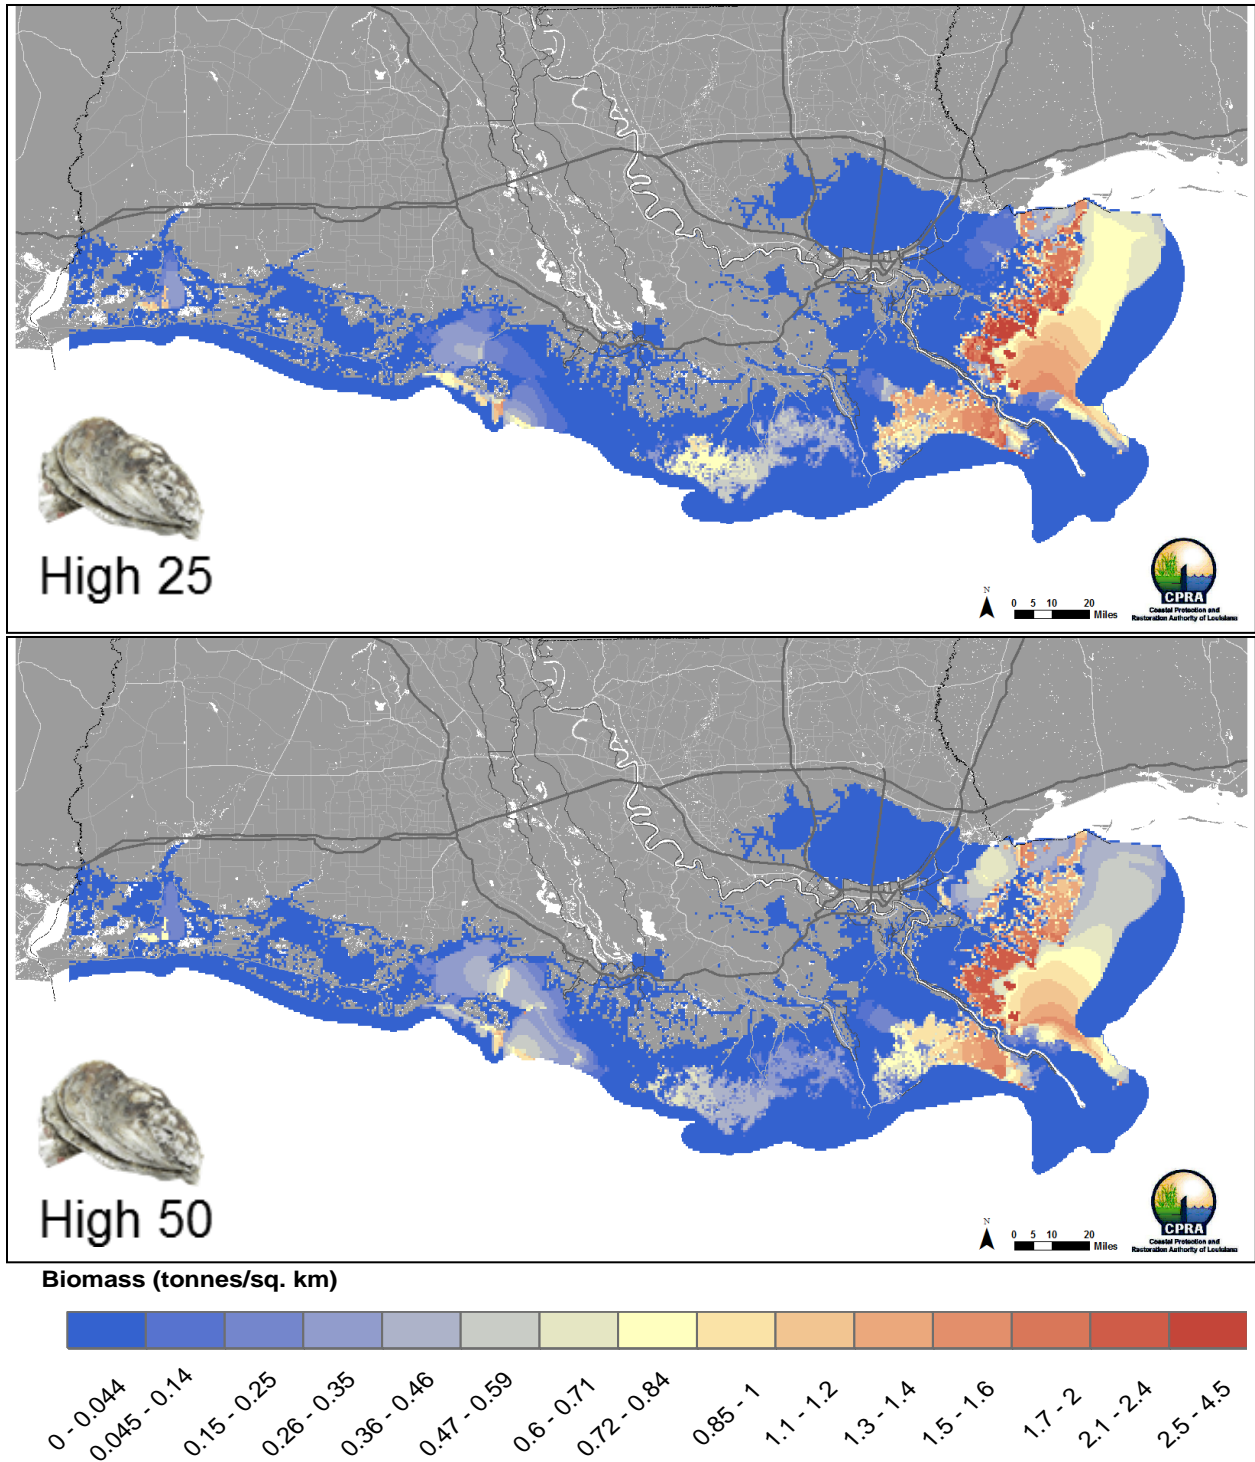 High 25
N
0 5 10 20
Miles
CPRA
Coastal Protection and
Restoration Authority of Louisiana
High 50
N
0 5 10 20
Miles
CPRA
Coastal Protection and
Restoration Authority of Louisiana
Biomass (tonnes/sq. km)
0 - 0.044
0.045 - 0.14
0.15 - 0.25
0.26 - 0.35
0.36 - 0.46
0.47 - 0.59
0.6 - 0.71
0.72 - 0.84
0.85 - 1
1.1 - 1.2
1.3 - 1.4
1.5 - 1.6
1.7 - 2
2.1 - 2.4
2.5 - 4.5